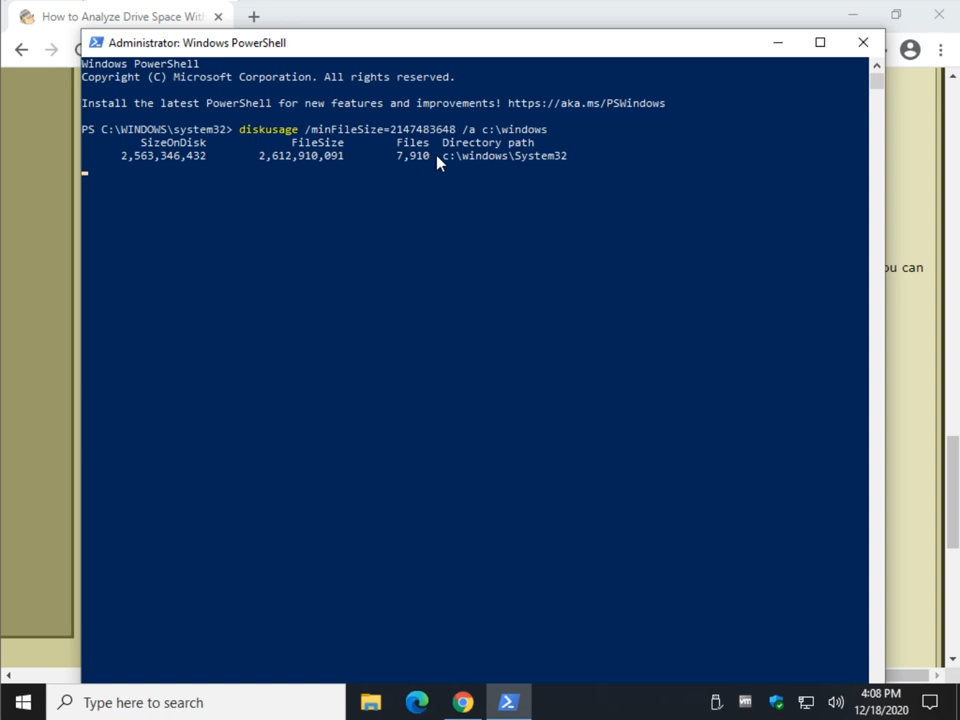 How to Analyze Drive Space With
Administrator: Windows PowerShell
Windows PowerShell
Copyright (C) Microsoft Corporation. All rights reserved.
Install the latest PowerShell for new features and improvements! https://aka.ms/PSWindows
PS C:\WINDOWS\system32> diskusage /minFileSize=2147483648 /a c:\windows
SizeOnDisk FileSize Files Directory path
2,563,346,432 2,612,910,091 7,910 c:\windows\System32
ou can
Type here to search
4:08 PM
12/18/2020